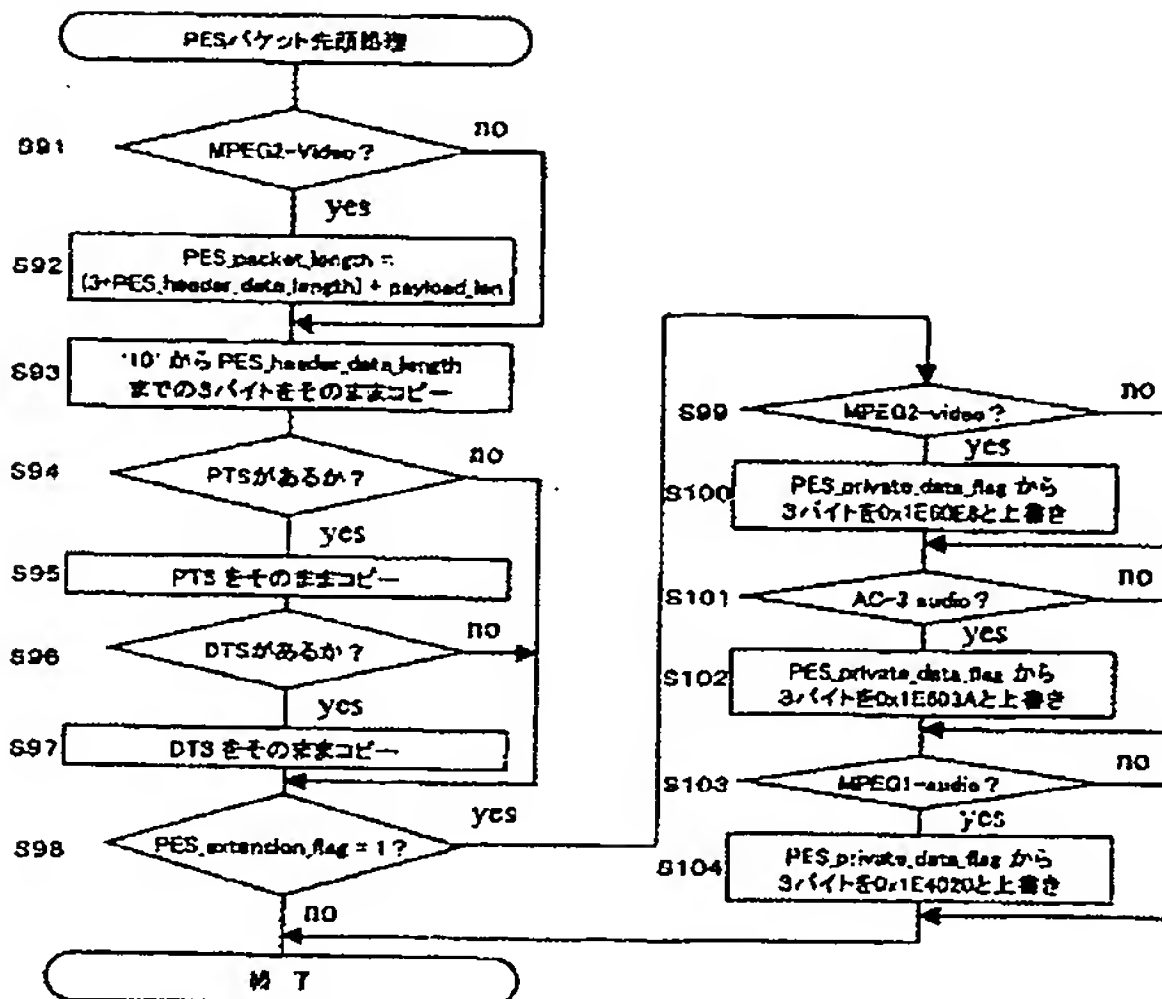 PESパケット先頭処理
S91
MPEG2-Video?
no
yes
S92
PES_packet_length =
[3+PES_header_data_length] + payload_len
S93
'10' から PES_header_data_length
までの3バイトをそのままコピー
S94
PTSがあるか?
no
yes
S95
PTS をそのままコピー
S96
DTSがあるか?
no
yes
S97
DTS をそのままコピー
S98
PES_extension_flag = 1?
yes
no
終 了
S99
MPEG2-video?
no
yes
S100
PES_private_data_flag から
3バイトを0x1E60E8と上書き
S101
AC-3 audio?
no
yes
S102
PES_private_data_flag から
3バイトを0x1E603Aと上書き
S103
MPEG1-audio?
no
yes
S104
PES_private_data_flag から
3バイトを0x1E4020と上書き